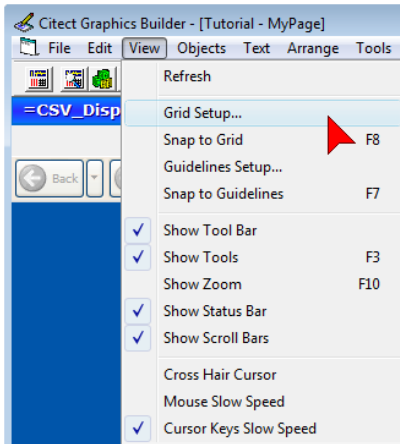 Citect Graphics Builder - [Tutorial - MyPage]
File Edit View Objects Text Arrange Tools
Refresh
=CSV_Disp
Grid Setup...
Snap to Grid F8
Guidelines Setup...
Back
Snap to Guidelines F7
Show Tool Bar
Show Tools F3
Show Zoom F10
Show Status Bar
Show Scroll Bars
Cross Hair Cursor
Mouse Slow Speed
Cursor Keys Slow Speed